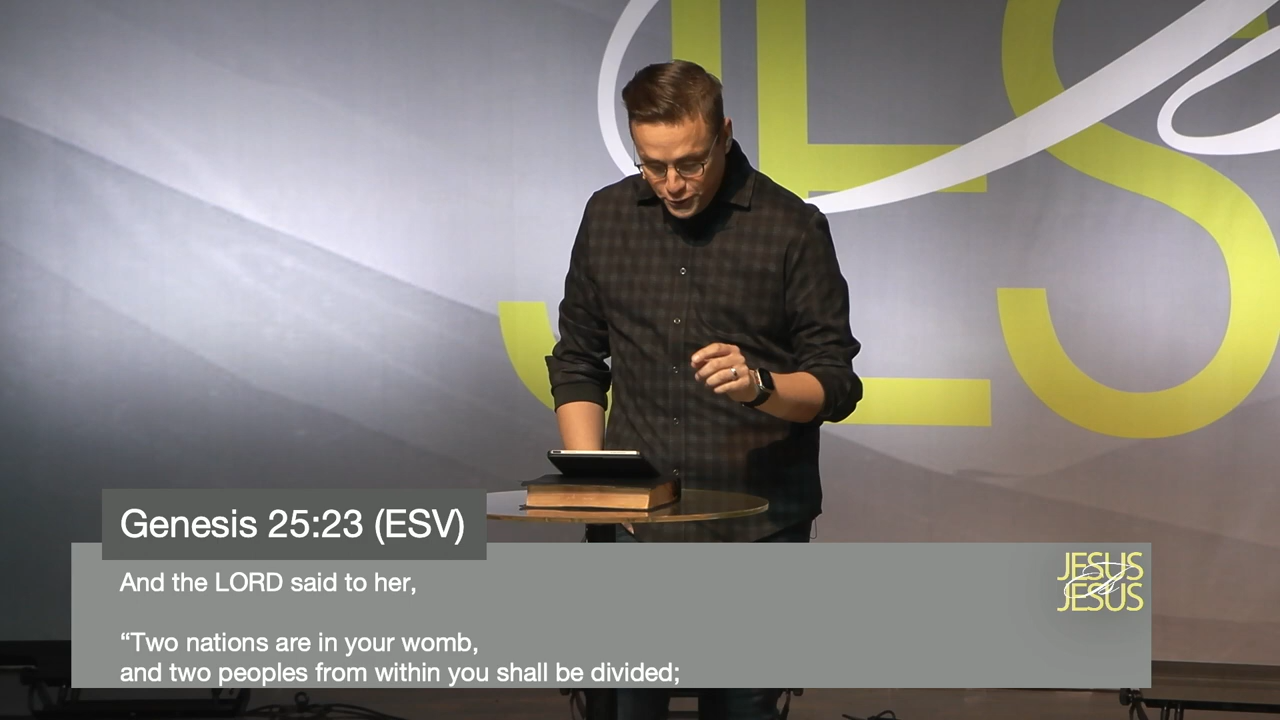 JES
Genesis 25:23 (ESV)
And the LORD said to her,
“Two nations are in your womb,
and two peoples from within you shall be divided;
JESUS
JESUS